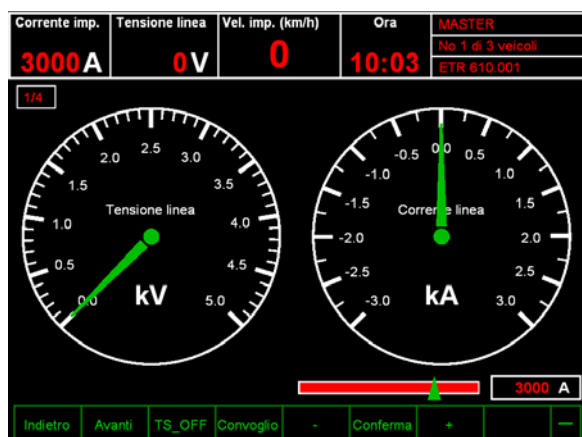 Corrente imp. Tensione linea Vel. imp. (km/h) Ora MASTER
3000 A 0 V 0 10:03 No 1 di 3 veicoli
ETR 610.001
1/4
0.0 0.5 1.0 1.5 2.0 2.5 3.0 3.5 4.0 4.5 5.0
Tensione linea
kV
-3.0 -2.5 -2.0 -1.5 -1.0 -0.5 0.0 0.5 1.0 1.5 2.0 2.5 3.0
Corrente linea
kA
3000 A
Indietro Avanti TS_OFF Convoglio - Conferma +